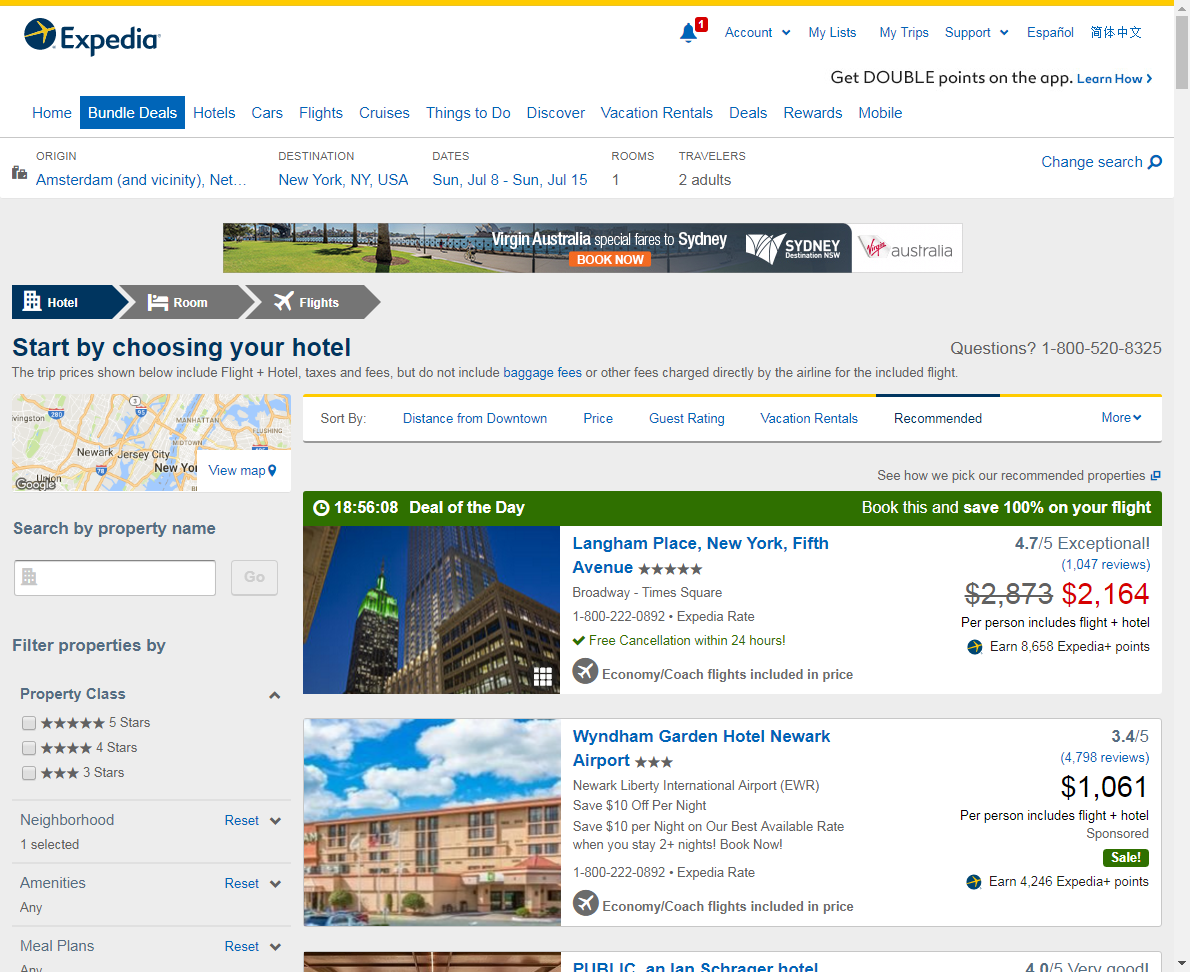 Expedia
1
Account
My Lists
My Trips
Support
Español
简体中文
Get DOUBLE points on the app. Learn How
Home
Bundle Deals
Hotels
Cars
Flights
Cruises
Things to Do
Discover
Vacation Rentals
Deals
Rewards
Mobile
ORIGIN
Amsterdam (and vicinity), Net...
DESTINATION
New York, NY, USA
DATES
Sun, Jul 8 - Sun, Jul 15
ROOMS
1
TRAVELERS
2 adults
Change search
Virgin Australia special fares to Sydney
BOOK NOW
SYDNEY
Destination NSW
Virgin australia
Hotel
Room
Flights
Start by choosing your hotel
Questions? 1-800-520-8325
The trip prices shown below include Flight + Hotel, taxes and fees, but do not include baggage fees or other fees charged directly by the airline for the included flight.
ivingston
280
3
95
MANHATTAN
FLUSHING
MIDTOWN
Newark
Jersey City
New Yor
78
Union
Google
View map
Sort By:
Distance from Downtown
Price
Guest Rating
Vacation Rentals
Recommended
More
See how we pick our recommended properties
Search by property name
Go
Filter properties by
Property Class
5 Stars
4 Stars
3 Stars
Neighborhood
Reset
1 selected
Amenities
Reset
Any
Meal Plans
Reset
Any
18:56:08 Deal of the Day
Book this and save 100% on your flight
Langham Place, New York, Fifth
Avenue
Broadway - Times Square
1-800-222-0892 • Expedia Rate
Free Cancellation within 24 hours!
Economy/Coach flights included in price
4.7/5 Exceptional!
(1,047 reviews)
$2,873 $2,164
Per person includes flight + hotel
Earn 8,658 Expedia+ points
Wyndham Garden Hotel Newark
Airport
Newark Liberty International Airport (EWR)
Save $10 Off Per Night
Save $10 per Night on Our Best Available Rate
when you stay 2+ nights! Book Now!
1-800-222-0892 • Expedia Rate
Economy/Coach flights included in price
3.4/5
(4,798 reviews)
$1,061
Per person includes flight + hotel
Sponsored
Sale!
Earn 4,246 Expedia+ points
PUBLIC, an Ian Schrager hotel
4.0/5 Very good!